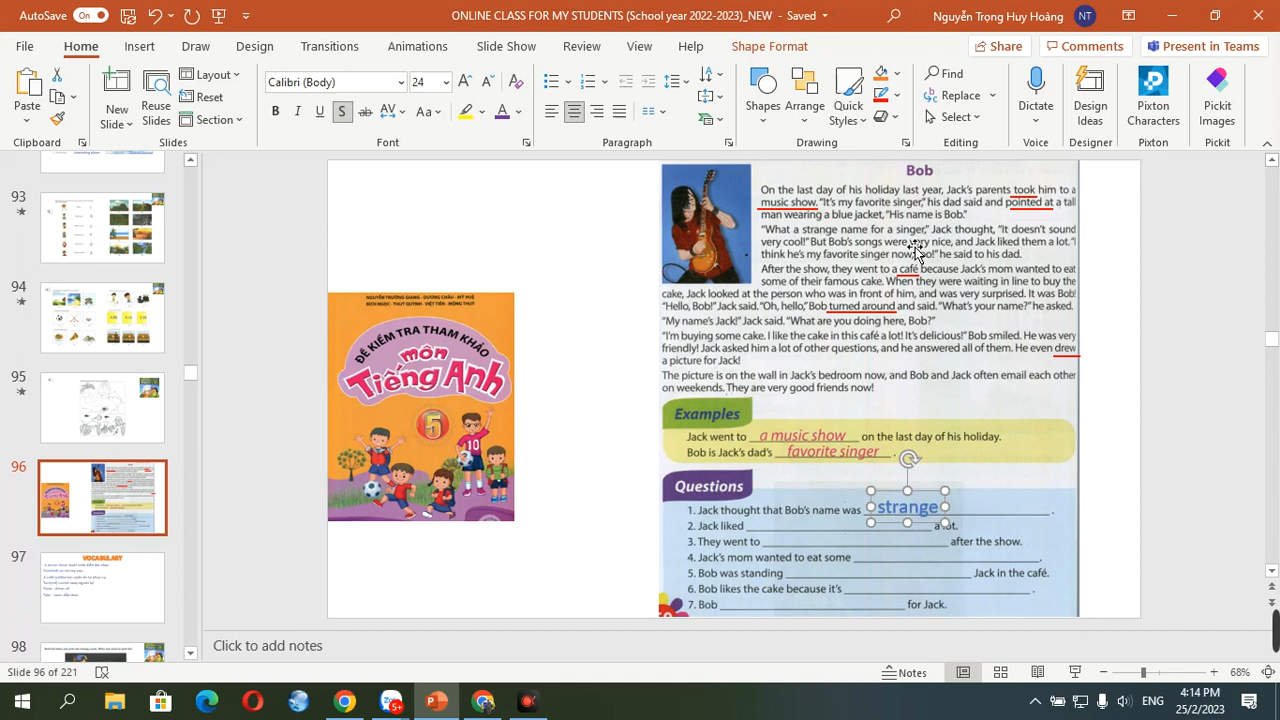 AutoSave On ONLINE CLASS FOR MY STUDENTS (School year 2022-2023)_NEW - Saved Nguyễn Trọng Huy Hoàng NT
File Home Insert Draw Design Transitions Animations Slide Show Review View Help Shape Format Share Comments Present in Teams
Paste New Slide Reuse Slides Layout Reset Section Calibri (Body) 24 Shapes Arrange Quick Styles Find Replace Select Dictate Design Ideas Pixton Characters Pickit Images
Clipboard Slides Font Paragraph Drawing Editing Voice Designer Pixton Pickit
93
94
95
96
97
VOCABULARY
98
NGUYỄN TRƯỜNG GIANG - DƯƠNG CHÂU - MỸ HUỆ
BÍCH NGỌC - THUÝ QUỲNH - VIỆT TIẾN - MỘNG THUÝ
ĐỀ KIỂM TRA THAM KHẢO
môn
Tiếng Anh
5
10
Bob
On the last day of his holiday last year, Jack's parents took him to a
music show. "It's my favorite singer," his dad said and pointed at a tall
man wearing a blue jacket, "His name is Bob."
"What a strange name for a singer," Jack thought, "It doesn't sound
very cool!" But Bob's songs were very nice, and Jack liked them a lot. "I
think he's my favorite singer now, too!" he said to his dad.
After the show, they went to a café because Jack's mom wanted to eat
some of their famous cake. When they were waiting in line to buy the
cake, Jack looked at the person who was in front of him, and was very surprised. It was Bob!
"Hello, Bob!" Jack said. "Oh, hello," Bob turned around and said. "What's your name?" he asked.
"My name's Jack!" Jack said. "What are you doing here, Bob?"
"I'm buying some cake. I like the cake in this café a lot! It's delicious!" Bob smiled. He was very
friendly! Jack asked him a lot of other questions, and he answered all of them. He even drew
a picture for Jack!
The picture is on the wall in Jack's bedroom now, and Bob and Jack often email each other
on weekends. They are very good friends now!
Examples
Jack went to a music show on the last day of his holiday.
Bob is Jack's dad's favorite singer .
Questions
1. Jack thought that Bob's name was strange .
2. Jack liked a lot.
3. They went to after the show.
4. Jack's mom wanted to eat some .
5. Bob was standing Jack in the café.
6. Bob likes the cake because it's .
7. Bob for Jack.
Click to add notes
Slide 96 of 221 Notes 68%
5+ ENG 4:14 PM
25/2/2023